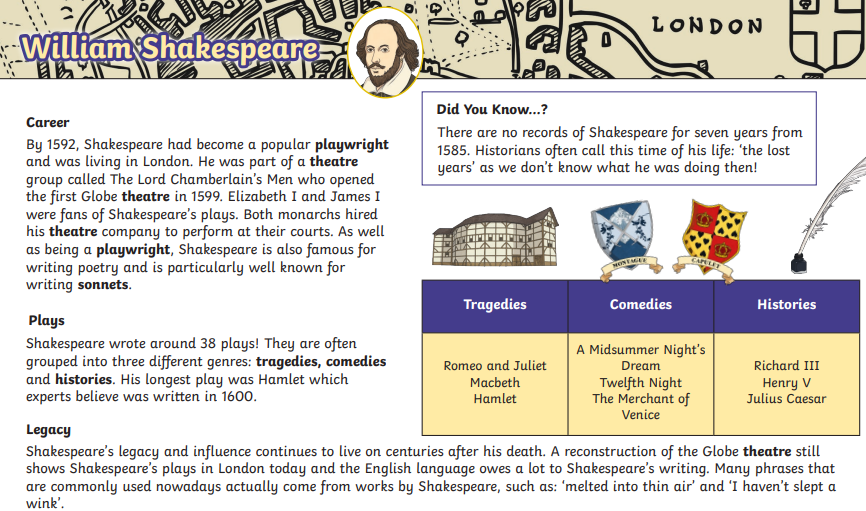 William Shakespeare
LONDON
Career
By 1592, Shakespeare had become a popular playwright
and was living in London. He was part of a theatre
group called The Lord Chamberlain's Men who opened
the first Globe theatre in 1599. Elizabeth I and James I
were fans of Shakespeare's plays. Both monarchs hired
his theatre company to perform at their courts. As well
as being a playwright, Shakespeare is also famous for
writing poetry and is particularly well known for
writing sonnets.
Plays
Shakespeare wrote around 38 plays! They are often
grouped into three different genres: tragedies, comedies
and histories. His longest play was Hamlet which
experts believe was written in 1600.
Did You Know...?
There are no records of Shakespeare for seven years from
1585. Historians often call this time of his life: 'the lost
years' as we don't know what he was doing then!
MONTAGUE
CAPULET
Tragedies
Comedies
Histories
Romeo and Juliet
Macbeth
Hamlet
A Midsummer Night's
Dream
Twelfth Night
The Merchant of
Venice
Richard III
Henry V
Julius Caesar
Legacy
Shakespeare's legacy and influence continues to live on centuries after his death. A reconstruction of the Globe theatre still
shows Shakespeare's plays in London today and the English language owes a lot to Shakespeare's writing. Many phrases that
are commonly used nowadays actually come from works by Shakespeare, such as: 'melted into thin air' and 'I haven't slept a
wink'.